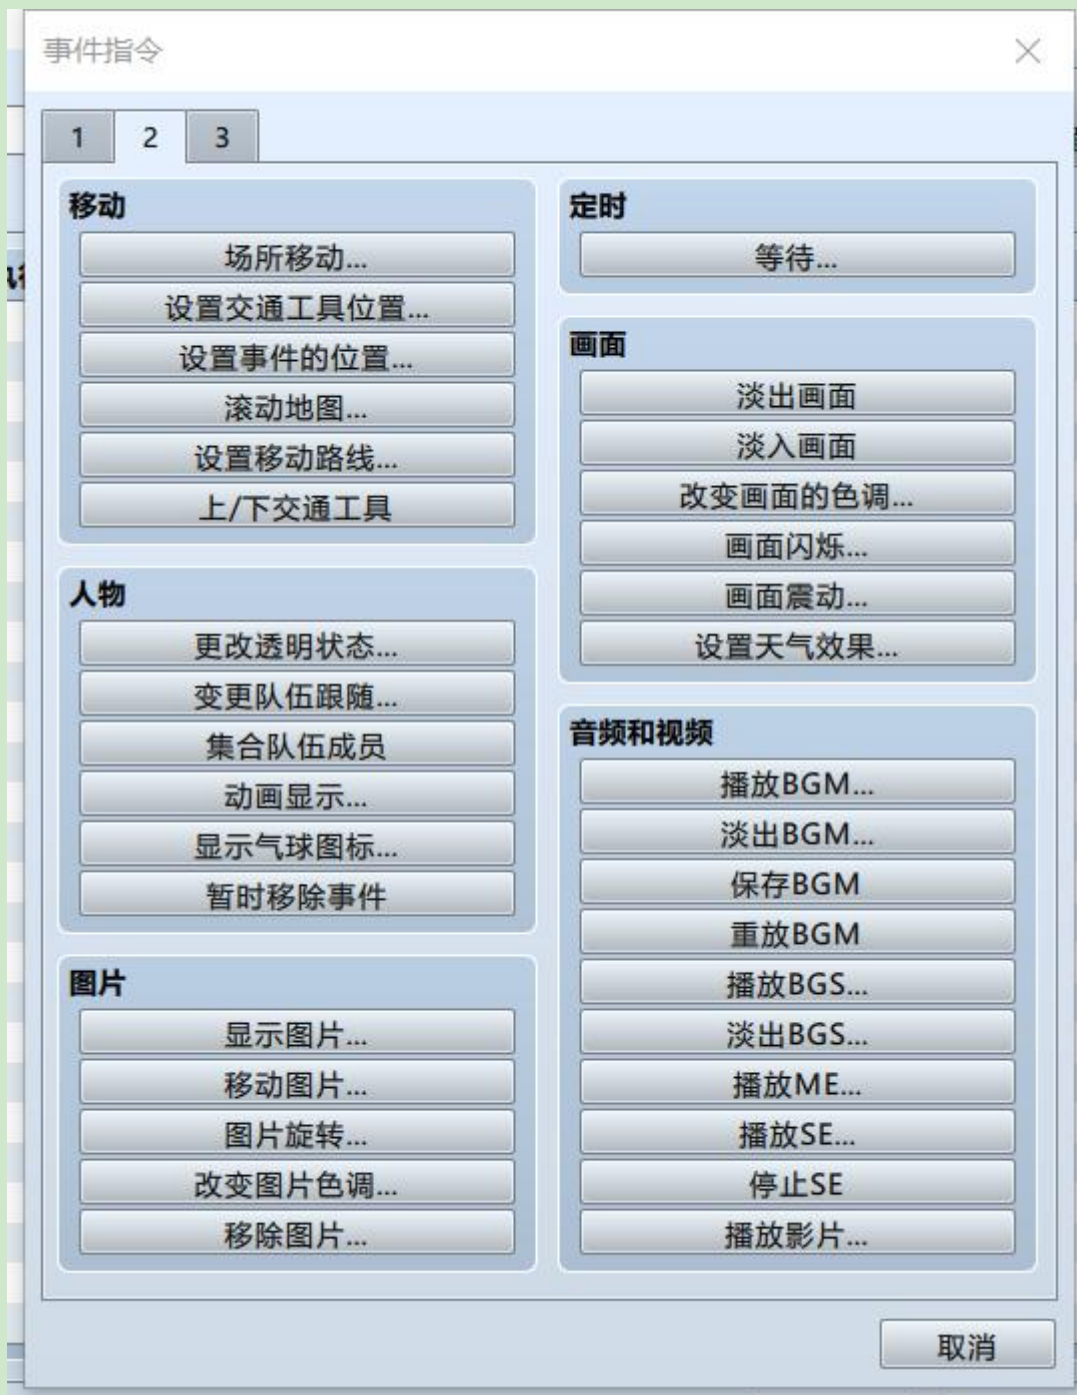 事件指令
1 2 3
移动
场所移动...
设置交通工具位置...
设置事件的位置...
滚动地图...
设置移动路线...
上/下交通工具
人物
更改透明状态...
变更队伍跟随...
集合队伍成员
动画显示...
显示气球图标...
暂时移除事件
图片
显示图片...
移动图片...
图片旋转...
改变图片色调...
移除图片...
定时
等待...
画面
淡出画面
淡入画面
改变画面的色调...
画面闪烁...
画面震动...
设置天气效果...
音频和视频
播放BGM...
淡出BGM...
保存BGM
重放BGM
播放BGS...
淡出BGS...
播放ME...
播放SE...
停止SE
播放影片...
取消